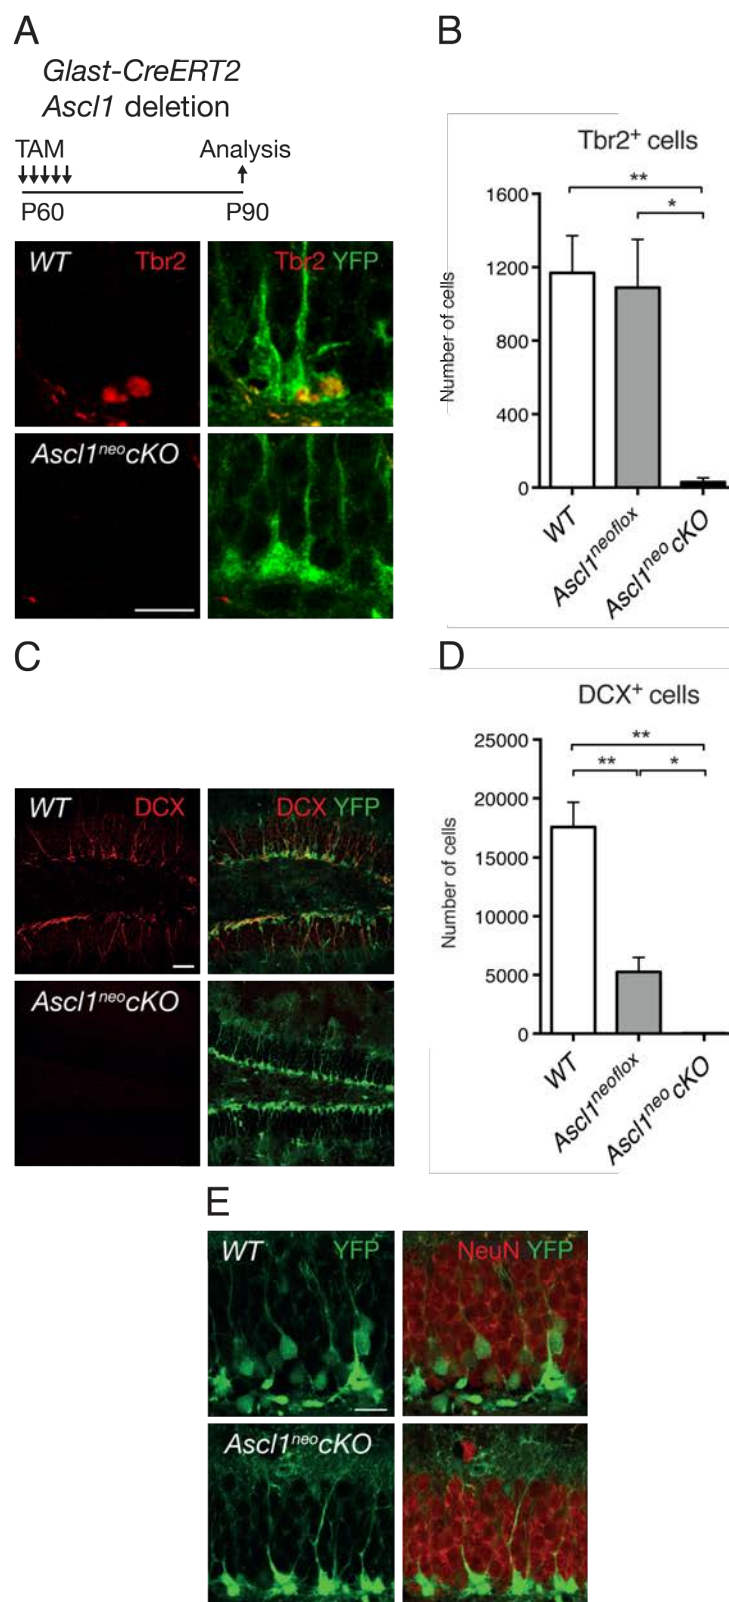 A
Glast-CreERT2
Ascl1 deletion
TAM
Analysis
P60
P90
WT
Tbr2
Tbr2 YFP
Ascl1neocKO
B
Tbr2+ cells
**
*
1600
1200
800
400
0
Number of cells
WT
Ascl1neoflox
Ascl1neo cKO
C
WT
DCX
DCX YFP
Ascl1neocKO
D
DCX+ cells
**
**
*
25000
20000
15000
10000
5000
0
Number of cells
WT
Ascl1neoflox
Ascl1neo cKO
E
WT
YFP
NeuN YFP
Ascl1neocKO